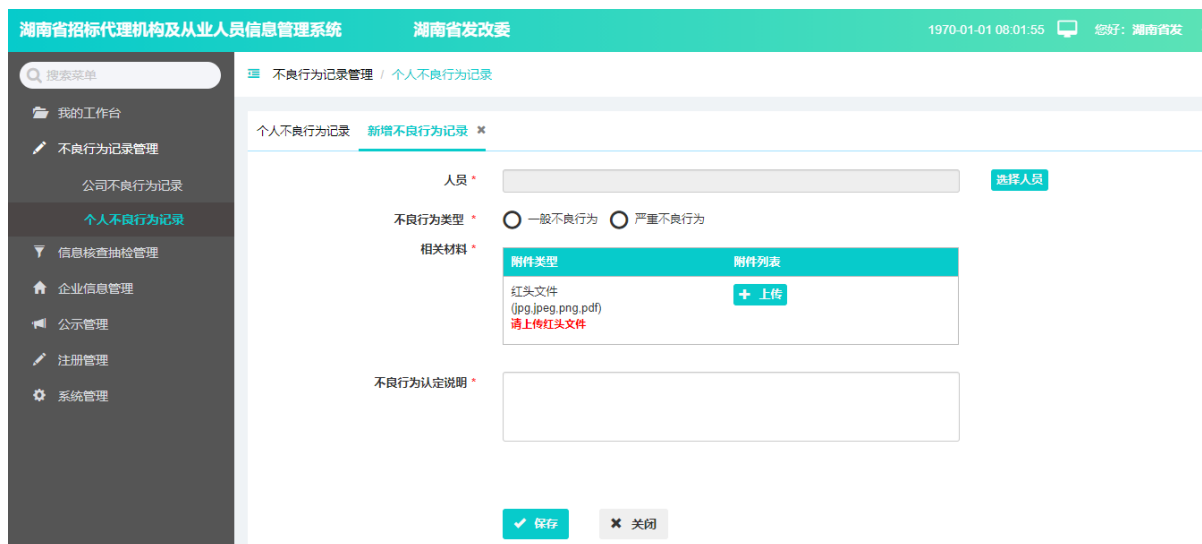 湖南省招标代理机构及从业人员信息管理系统 湖南省发改委 1970-01-01 08:01:55 您好：湖南省发
搜索菜单
不良行为记录管理 / 个人不良行为记录
我的工作台
个人不良行为记录 新增不良行为记录
不良行为记录管理
人员 * 选择人员
公司不良行为记录
个人不良行为记录
不良行为类型 * 一般不良行为 严重不良行为
信息核查抽检管理
相关材料 *
附件类型 附件列表
企业信息管理
红头文件 上传
(jpg,jpeg,png,pdf)
请上传红头文件
公示管理
注册管理
不良行为认定说明 *
系统管理
保存 关闭